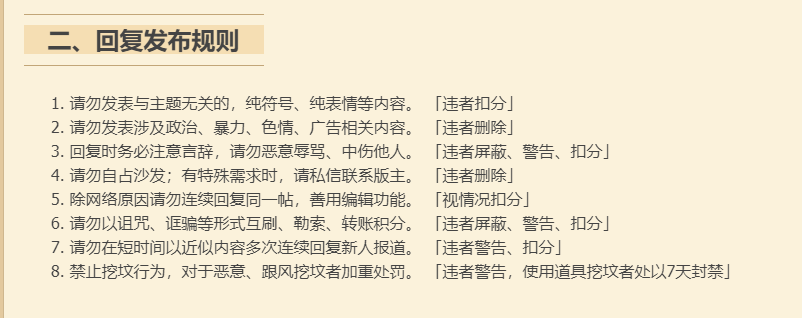 二、回复发布规则
1. 请勿发表与主题无关的，纯符号、纯表情等内容。 「违者扣分」
2. 请勿发表涉及政治、暴力、色情、广告相关内容。 「违者删除」
3. 回复时务必注意言辞，请勿恶意辱骂、中伤他人。 「违者屏蔽、警告、扣分」
4. 请勿自占沙发；有特殊需求时，请私信联系版主。 「违者删除」
5. 除网络原因请勿连续回复同一帖，善用编辑功能。 「视情况扣分」
6. 请勿以诅咒、诓骗等形式互刷、勒索、转账积分。 「违者屏蔽、警告、扣分」
7. 请勿在短时间以近似内容多次连续回复新人报道。 「违者警告、扣分」
8. 禁止挖坟行为，对于恶意、跟风挖坟者加重处罚。 「违者警告，使用道具挖坟者处以7天封禁」